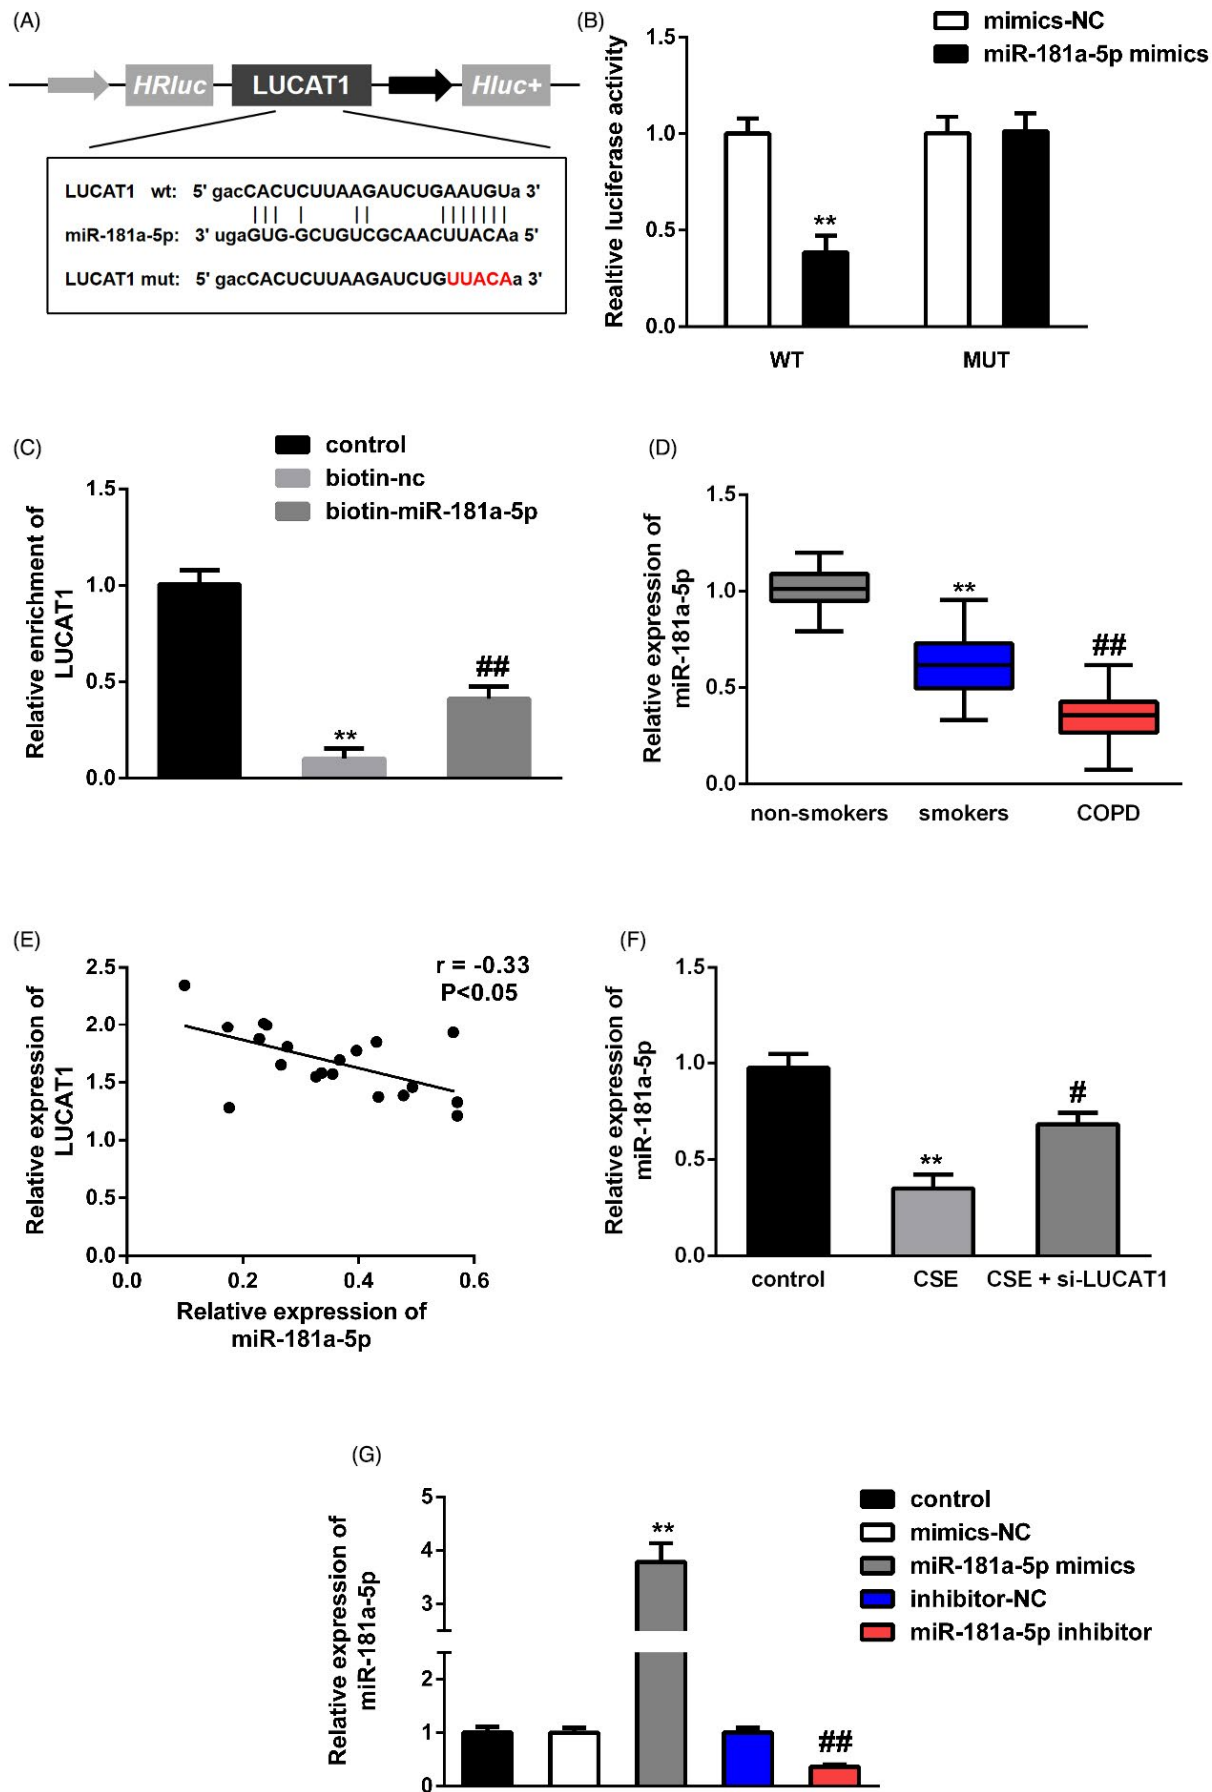 (A)
HRluc LUCAT1 Hluc+
LUCAT1 wt: 5' gacCACUCUUAAGAUCUGAAUGUa 3'
miR-181a-5p: 3' ugaGUG-GCUGUCGCAACUUACAa 5'
LUCAT1 mut: 5' gacCACUCUUAAGAUCUGUUACAa 3'
(B)
mimics-NC
miR-181a-5p mimics
Realtive luciferase activity
1.5
1.0
0.5
0.0
**
WT MUT
(C)
control
biotin-nc
biotin-miR-181a-5p
Relative enrichment of
LUCAT1
1.5
1.0
0.5
0.0
**
##
(D)
Relative expression of
miR-181a-5p
1.5
1.0
0.5
0.0
**
##
non-smokers smokers COPD
(E)
r = -0.33
P<0.05
Relative expression of
LUCAT1
2.5
2.0
1.5
1.0
0.5
0.0
0.0 0.2 0.4 0.6
Relative expression of
miR-181a-5p
(F)
Relative expression of
miR-181a-5p
1.5
1.0
0.5
0.0
**
#
control CSE CSE + si-LUCAT1
(G)
Relative expression of
miR-181a-5p
5
4
3
2
1
0
**
##
control
mimics-NC
miR-181a-5p mimics
inhibitor-NC
miR-181a-5p inhibitor